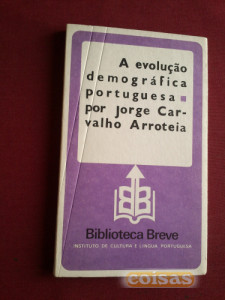 A evolução
demográfica
portuguesa
por Jorge Car-
valho Arroteia
Biblioteca Breve
INSTITUTO DE CULTURA E LÍNGUA PORTUGUESA
coisas